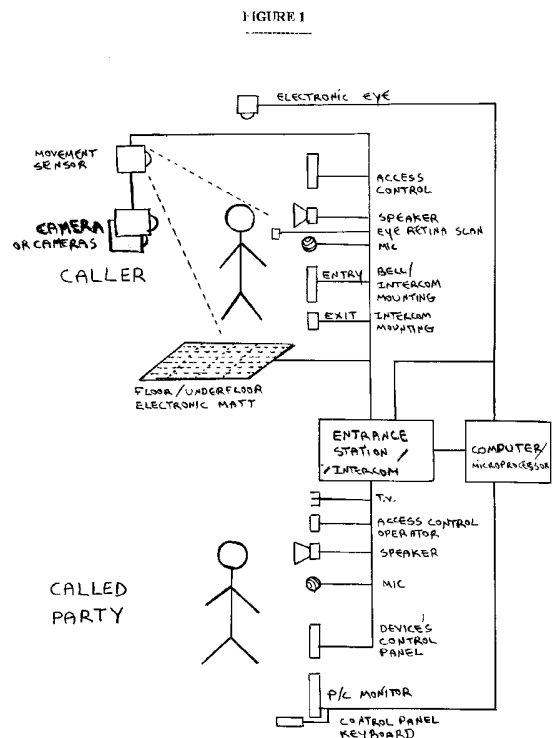 FIGURE 1
ELECTRONIC EYE
MOVEMENT
SENSOR
ACCESS
CONTROL
CAMERA
OR CAMERAS
SPEAKER
EYE RETINA SCAN
MIC
CALLER
ENTRY
BELL/
INTERCOM
MOUNTING
EXIT
INTERCOM
MOUNTING
FLOOR/UNDERFLOOR
ELECTRONIC MATT
ENTRANCE
STATION/
/INTERCOM
COMPUTER/
MICROPROCESSOR
T.V.
ACCESS CONTROL
OPERATOR
SPEAKER
CALLED
PARTY
MIC
DEVICE'S
CONTROL
PANEL
P/C MONITOR
CONTROL PANEL
KEYBOARD